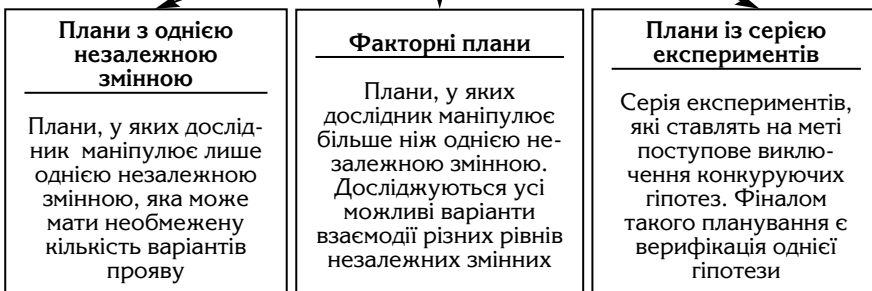 Плани з однією
незалежною
змінною
Плани, у яких дослід-
ник маніпулює лише
однією незалежною
змінною, яка може
мати необмежену
кількість варіантів
прояву
Факторні плани
Плани, у яких
дослідник маніпулює
більше ніж однією не-
залежною змінною.
Досліджуються усі
можливі варіанти
взаємодії різних рівнів
незалежних змінних
Плани із серією
експериментів
Серія експериментів,
які ставлять на меті
поступове виклю-
чення конкуруючих
гіпотез. Фіналом
такого планування є
верифікація однієї
гіпотези